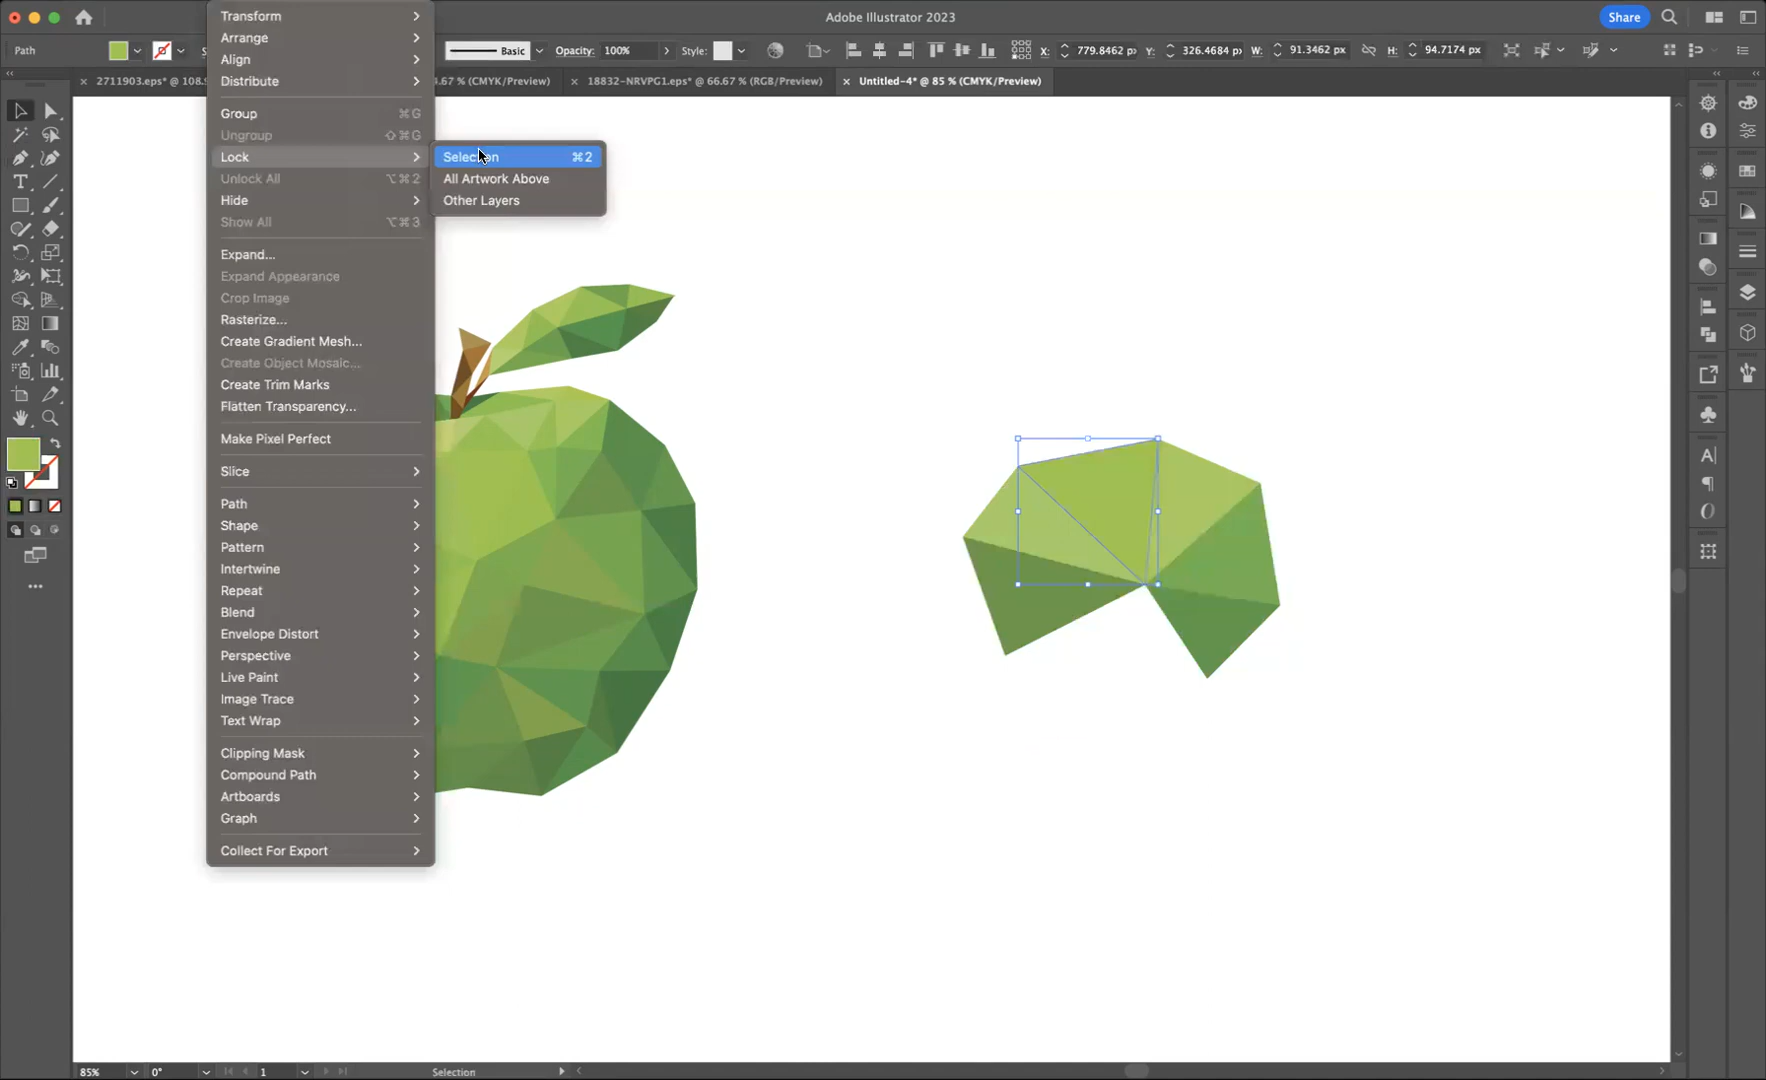 Adobe Illustrator 2023
Share
Path
Basic
Opacity: 100%
Style:
X: 779.8462 p
Y: 326.4684 p
W: 91.3462 px
H: 94.7174 px
2711903.eps* @ 108.
.67 % (CMYK/Preview)
18832-NRVPG1.eps* @ 66.67 % (RGB/Preview)
Untitled-4* @ 85 % (CMYK/Preview)
Transform
Arrange
Align
Distribute
Group ⌘G
Ungroup ⇧⌘G
Lock
Selection ⌘2
Unlock All ⌥⌘2
All Artwork Above
Hide
Other Layers
Show All ⌥⌘3
Expand...
Expand Appearance
Crop Image
Rasterize...
Create Gradient Mesh...
Create Object Mosaic...
Create Trim Marks
Flatten Transparency...
Make Pixel Perfect
Slice
Path
Shape
Pattern
Intertwine
Repeat
Blend
Envelope Distort
Perspective
Live Paint
Image Trace
Text Wrap
Clipping Mask
Compound Path
Artboards
Graph
Collect For Export
85%
0°
1
Selection